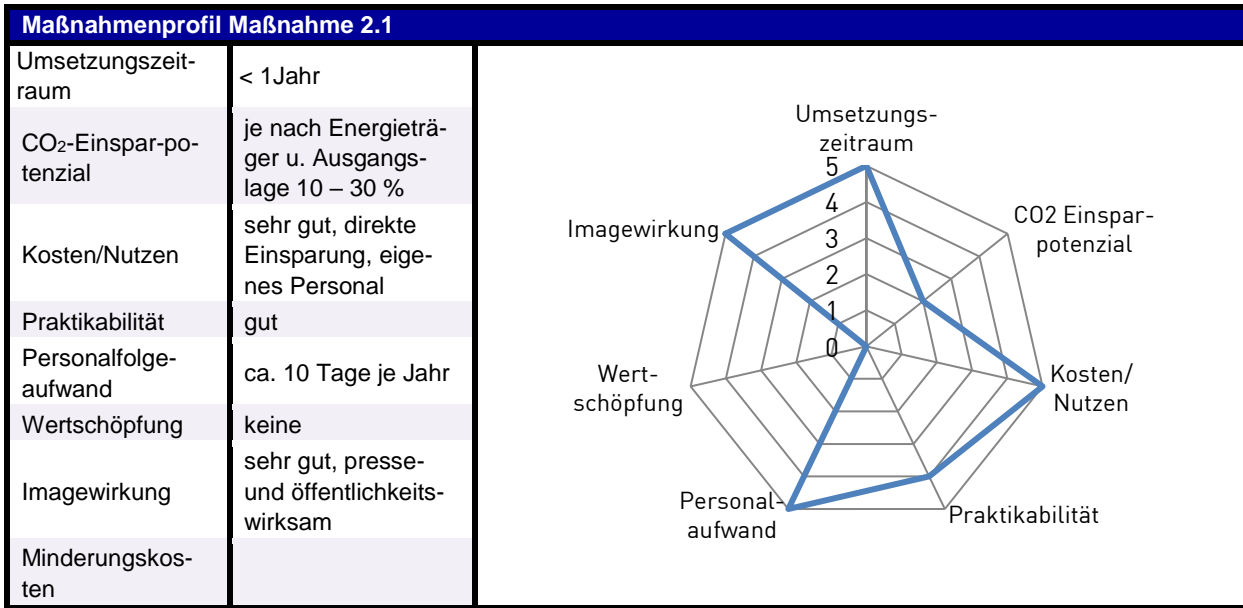 Maßnahmenprofil Maßnahme 2.1
Umsetzungszeit-
raum
< 1Jahr
CO2-Einspar-po-
tenzial
je nach Energieträ-
ger u. Ausgangs-
lage 10 – 30 %
Kosten/Nutzen
sehr gut, direkte
Einsparung, eige-
nes Personal
Praktikabilität
gut
Personalfolge-
aufwand
ca. 10 Tage je Jahr
Wertschöpfung
keine
Imagewirkung
sehr gut, presse-
und öffentlichkeits-
wirksam
Minderungskos-
ten
Umsetzungs-
zeitraum
5
4
3
2
1
0
CO2 Einspar-
potenzial
Kosten/
Nutzen
Praktikabilität
Personal-
aufwand
Wert-
schöpfung
Imagewirkung